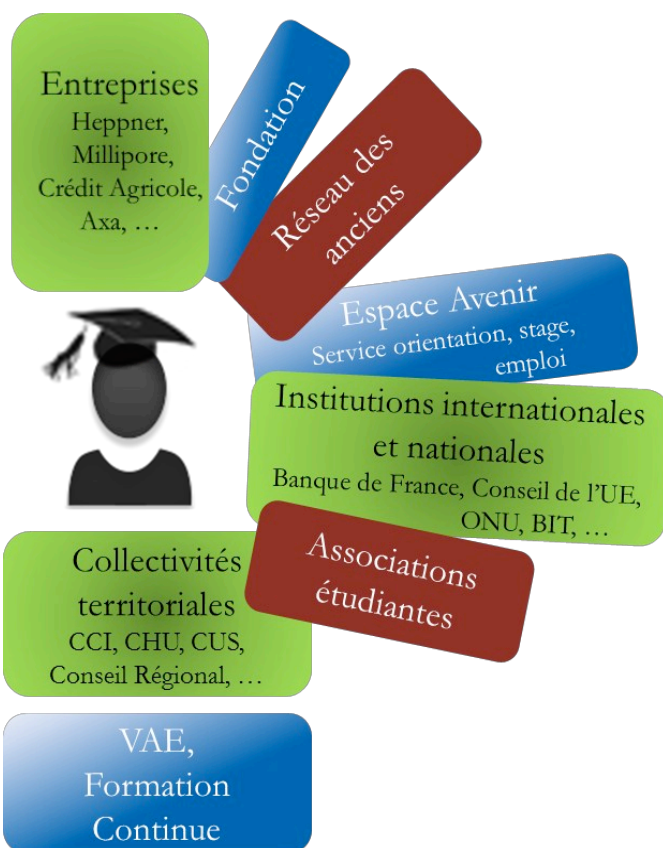 Entreprises
Heppner,
Millipore,
Crédit Agricole,
Axa, …
Fondation
Réseau des
anciens
Espace Avenir
Service orientation, stage,
emploi
Institutions internationales
et nationales
Banque de France, Conseil de l’UE,
ONU, BIT, …
Associations
étudiantes
Collectivités
territoriales
CCI, CHU, CUS,
Conseil Régional, …
VAE,
Formation
Continue